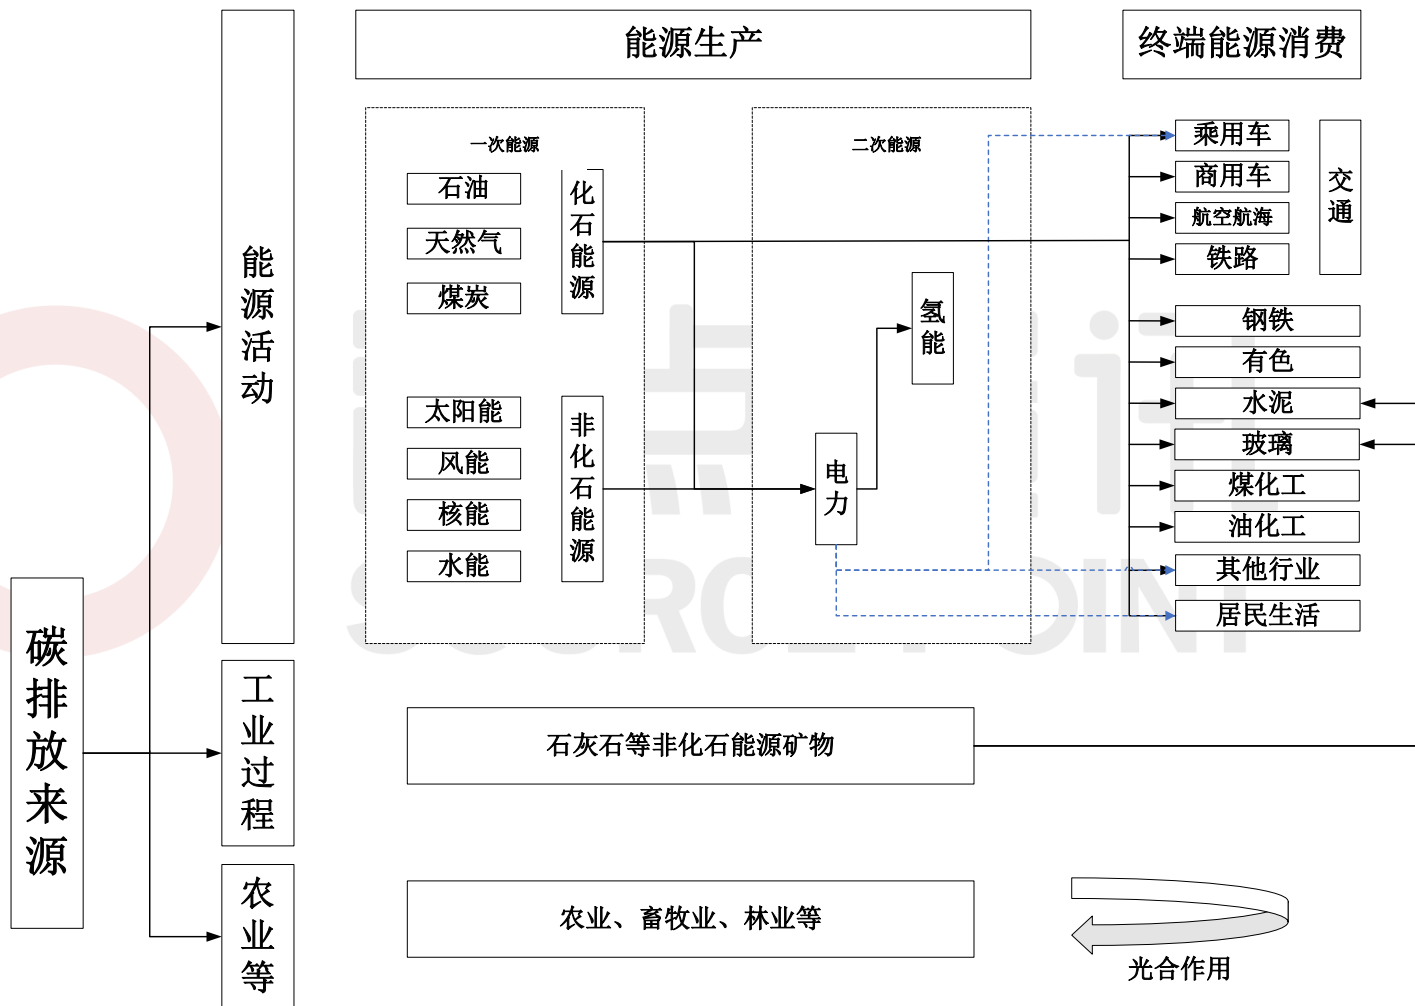 能源生产
终端能源消费
能源活动
一次能源
二次能源
石油
天然气
煤炭
化石能源
太阳能
风能
核能
水能
非化石能源
氢能
电力
乘用车
商用车
航空航海
铁路
交通
钢铁
有色
水泥
玻璃
煤化工
油化工
其他行业
居民生活
碳排放来源
工业过程
石灰石等非化石能源矿物
农业等
农业、畜牧业、林业等
光合作用